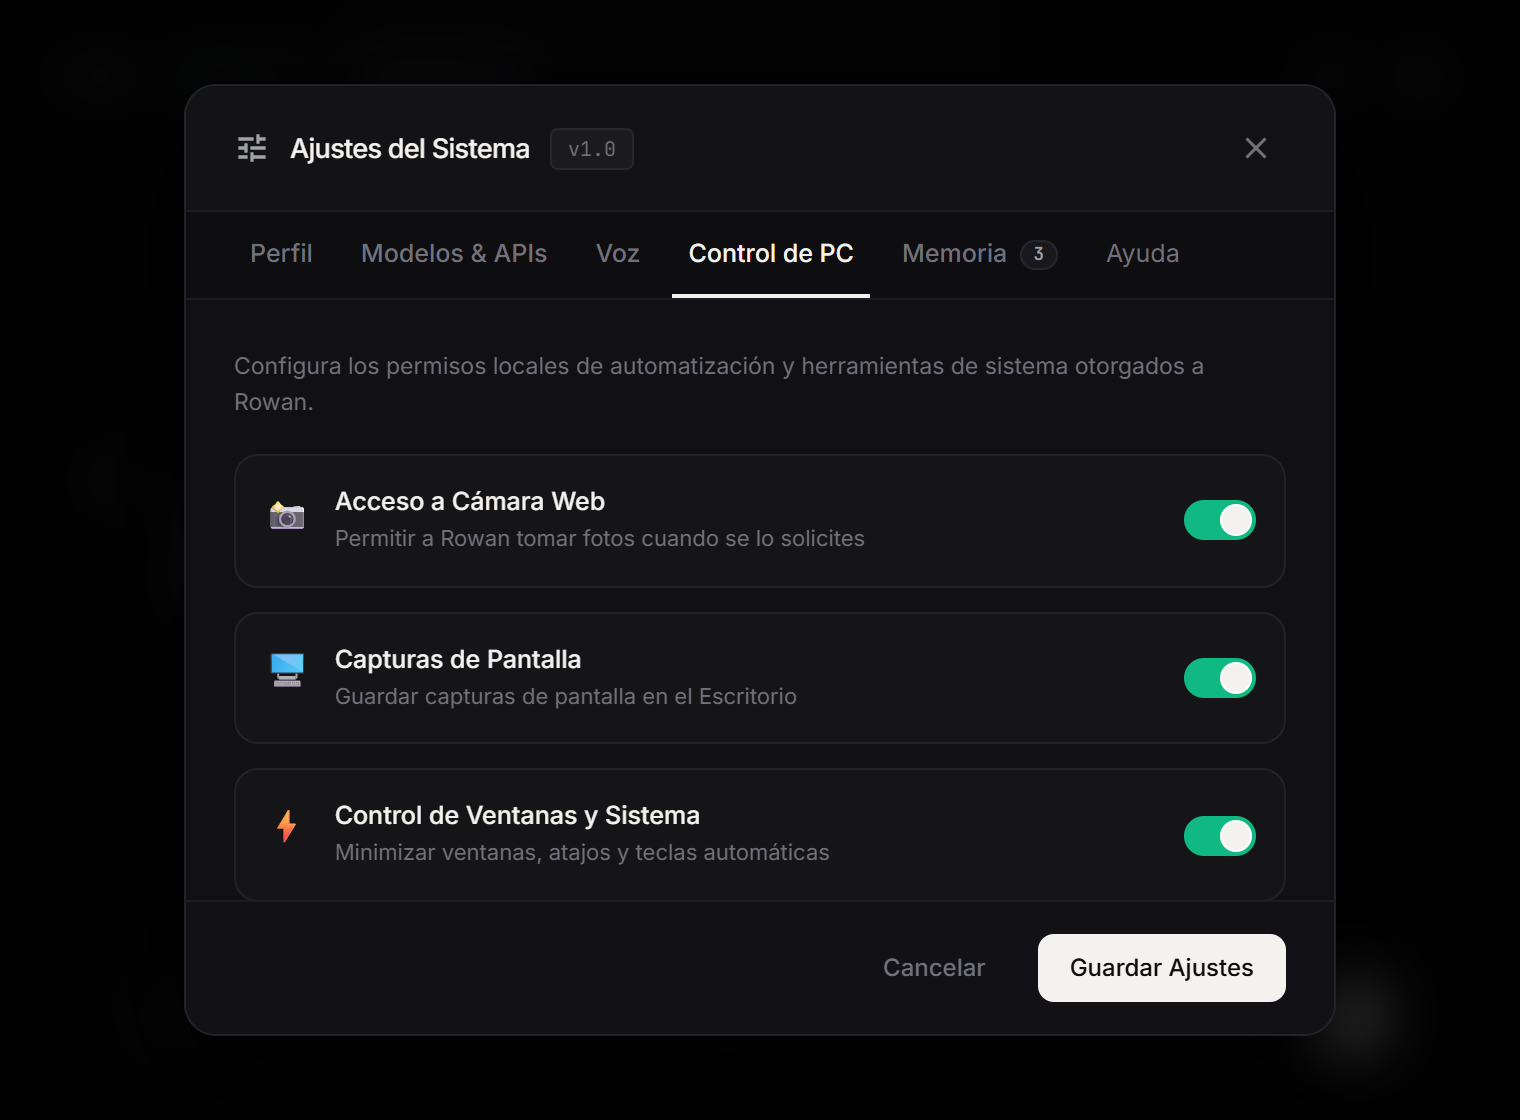 Ajustes del Sistema v1.0
Perfil Modelos & APIs Voz Control de PC Memoria 3 Ayuda
Configura los permisos locales de automatización y herramientas de sistema otorgados a
Rowan.
Acceso a Cámara Web
Permitir a Rowan tomar fotos cuando se lo solicites
Capturas de Pantalla
Guardar capturas de pantalla en el Escritorio
Control de Ventanas y Sistema
Minimizar ventanas, atajos y teclas automáticas
Cancelar Guardar Ajustes